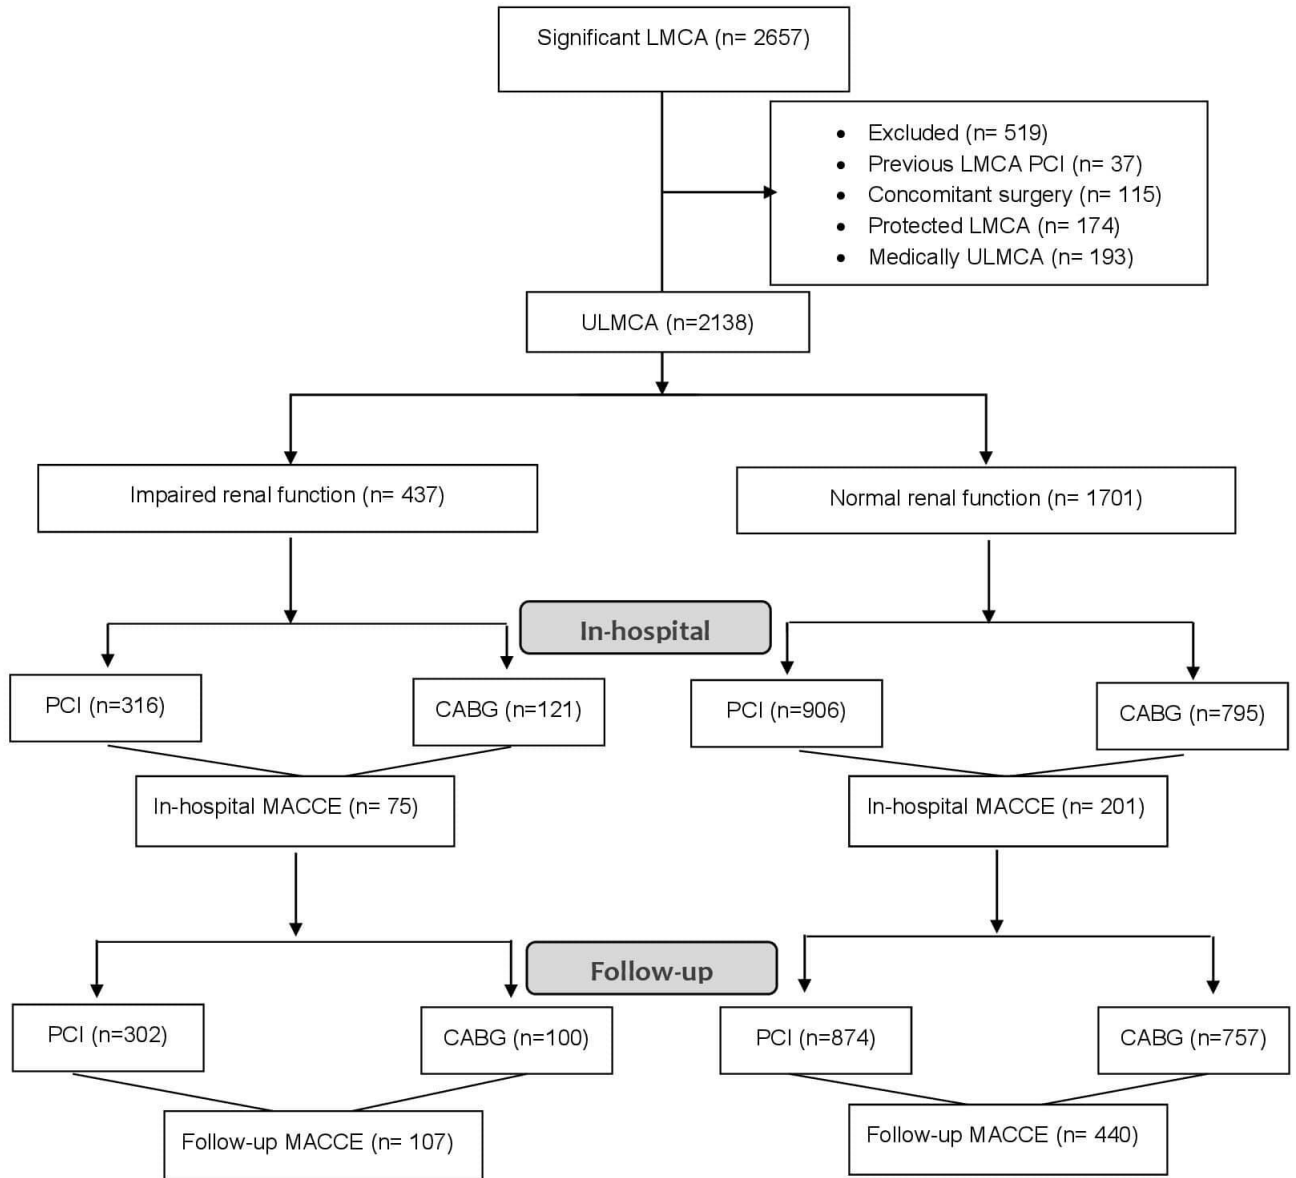 Significant LMCA (n= 2657)
• Excluded (n= 519)
• Previous LMCA PCI (n= 37)
• Concomitant surgery (n= 115)
• Protected LMCA (n= 174)
• Medically ULMCA (n= 193)
ULMCA (n=2138)
Impaired renal function (n= 437)
Normal renal function (n= 1701)
In-hospital
PCI (n=316)
CABG (n=121)
PCI (n=906)
CABG (n=795)
In-hospital MACCE (n= 75)
In-hospital MACCE (n= 201)
Follow-up
PCI (n=302)
CABG (n=100)
PCI (n=874)
CABG (n=757)
Follow-up MACCE (n= 107)
Follow-up MACCE (n= 440)